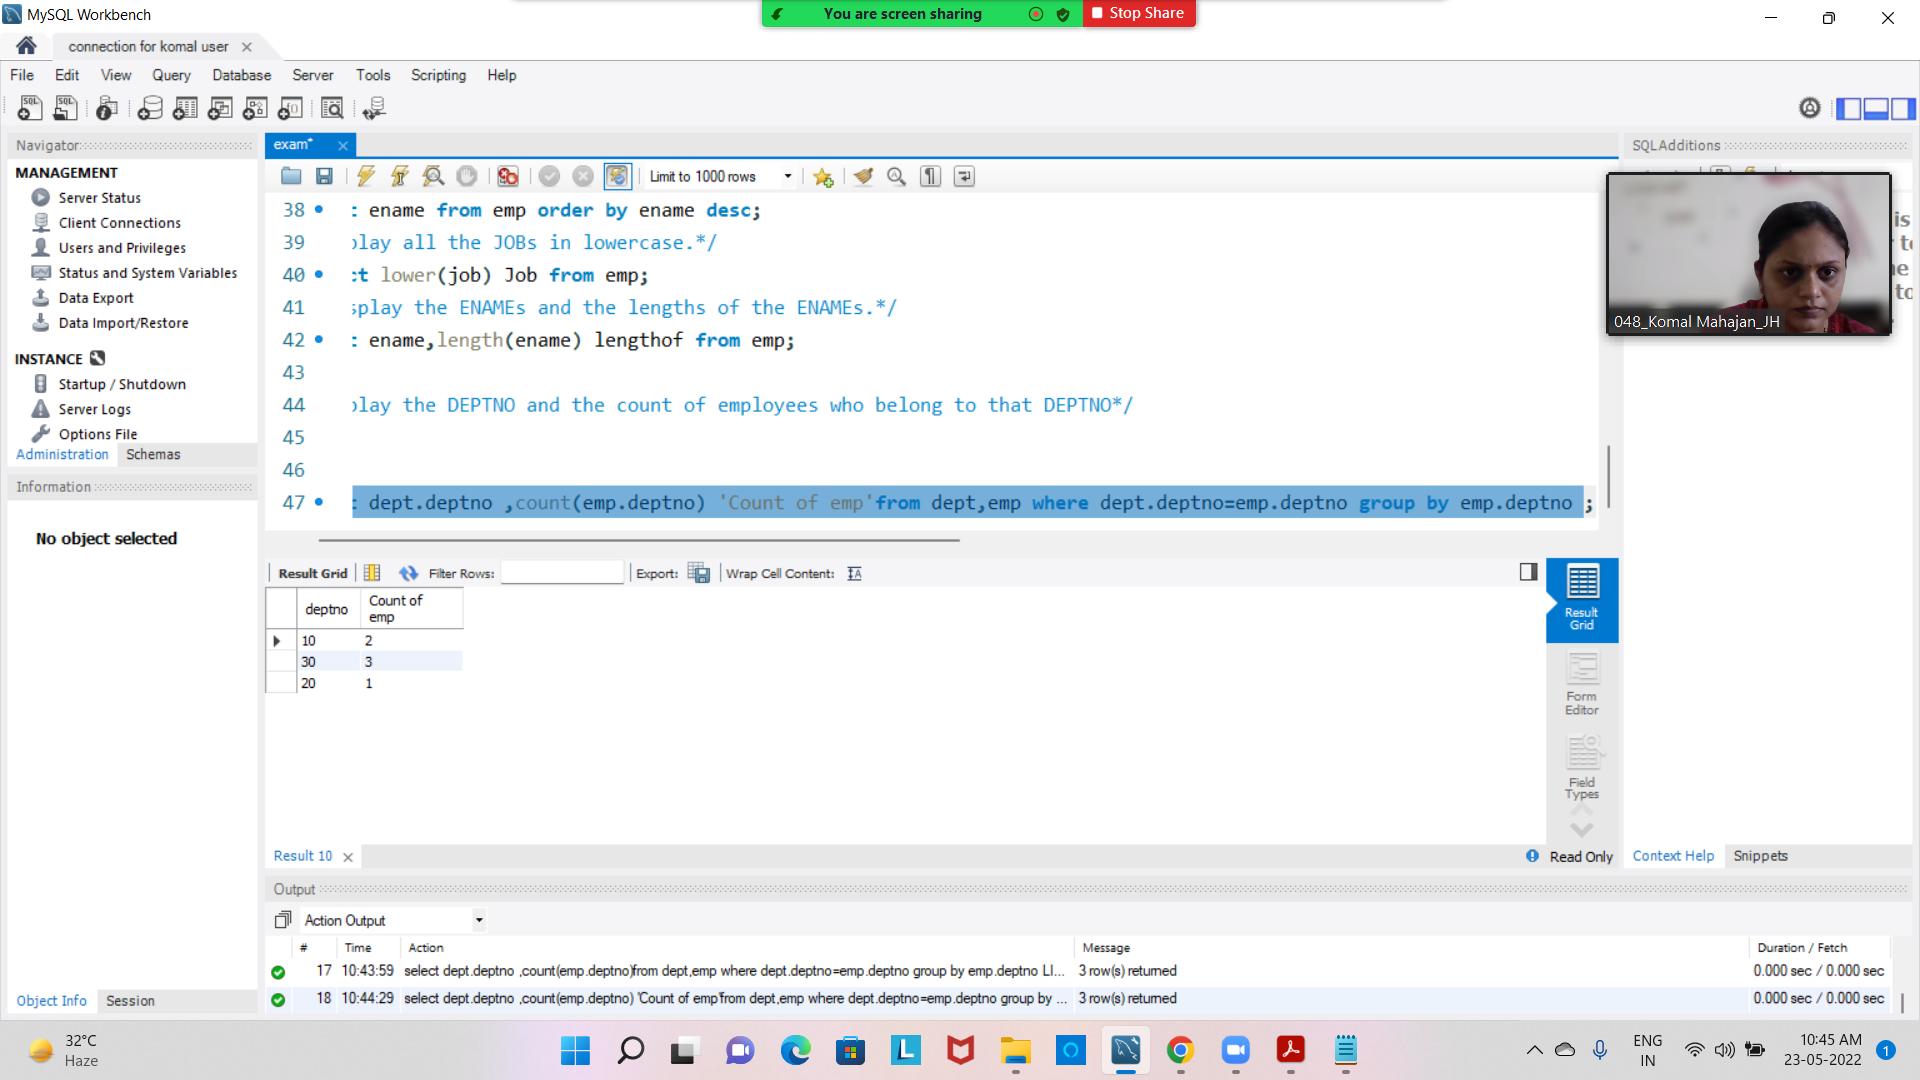 MySQL Workbench
You are screen sharing
Stop Share
connection for komal user
File Edit View Query Database Server Tools Scripting Help
Navigator
exam*
SQLAdditions
MANAGEMENT
Server Status
Client Connections
Users and Privileges
Status and System Variables
Data Export
Data Import/Restore
INSTANCE
Startup / Shutdown
Server Logs
Options File
Administration Schemas
Information
No object selected
Object Info Session
Limit to 1000 rows
38 ename from emp order by ename desc;
39 play all the JOBs in lowercase.*/
40 ct lower(job) Job from emp;
41 splay the ENAMEs and the lengths of the ENAMEs.*/
42 ename,length(ename) lengthof from emp;
43
44 play the DEPTNO and the count of employees who belong to that DEPTNO*/
45
46
47 dept.deptno ,count(emp.deptno) 'Count of emp'from dept,emp where dept.deptno=emp.deptno group by emp.deptno ;
048_Komal Mahajan_JH
is
to
Result Grid Filter Rows: Export: Wrap Cell Content:
deptno Count of emp
10 2
30 3
20 1
Result Grid
Form Editor
Field Types
Result 10
Read Only
Context Help Snippets
Output
Action Output
# Time Action Message Duration / Fetch
17 10:43:59 select dept.deptno ,count(emp.deptno)from dept,emp where dept.deptno=emp.deptno group by emp.deptno LI... 3 row(s) returned 0.000 sec / 0.000 sec
18 10:44:29 select dept.deptno ,count(emp.deptno) 'Count of emp'from dept,emp where dept.deptno=emp.deptno group by ... 3 row(s) returned 0.000 sec / 0.000 sec
32°C
Haze
ENG
IN
10:45 AM
23-05-2022
1